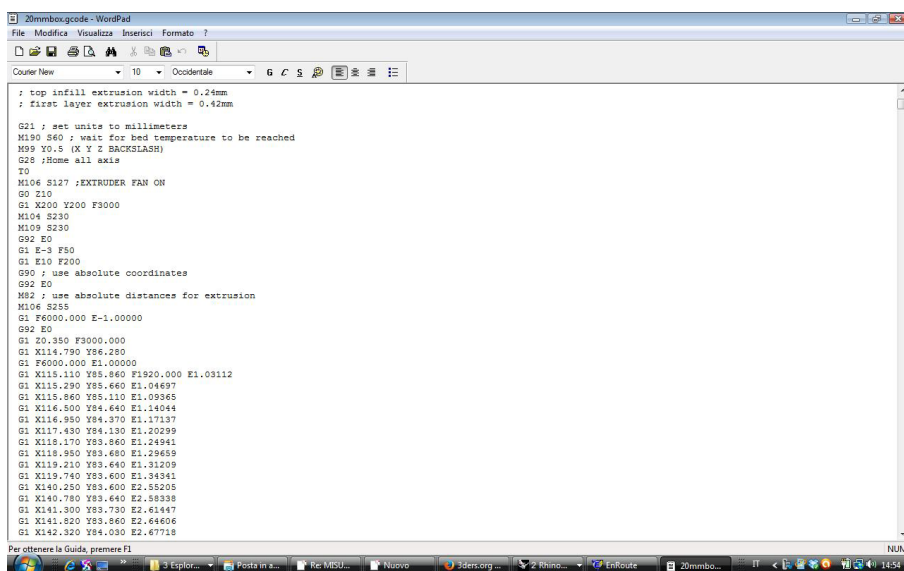 20mmbox.gcode - WordPad
File Modifica Visualizza Inserisci Formato ?
Courier New 10 Occidentale G C S
; top infill extrusion width = 0.24mm
; first layer extrusion width = 0.42mm
G21 ; set units to millimeters
M190 S60 ; wait for bed temperature to be reached
M99 Y0.5 (X Y Z BACKSLASH)
G28 ;Home all axis
T0
M106 S127 ;EXTRUDER FAN ON
G0 Z10
G1 X200 Y200 F3000
M104 S230
M109 S230
G92 E0
G1 E-3 F50
G1 E10 F200
G90 ; use absolute coordinates
G92 E0
M82 ; use absolute distances for extrusion
M106 S255
G1 F6000.000 E-1.00000
G92 E0
G1 Z0.350 F3000.000
G1 X114.790 Y86.280
G1 F6000.000 E1.00000
G1 X115.110 Y85.860 F1920.000 E1.03112
G1 X115.290 Y85.660 E1.04697
G1 X115.860 Y85.110 E1.09365
G1 X116.500 Y84.640 E1.14044
G1 X116.950 Y84.370 E1.17137
G1 X117.430 Y84.130 E1.20299
G1 X118.170 Y83.860 E1.24941
G1 X118.950 Y83.680 E1.29659
G1 X119.210 Y83.640 E1.31209
G1 X119.740 Y83.600 E1.34341
G1 X140.250 Y83.600 E2.55205
G1 X140.780 Y83.640 E2.58338
G1 X141.300 Y83.730 E2.61447
G1 X141.820 Y83.860 E2.64606
G1 X142.320 Y84.030 E2.67718
Per ottenere la Guida, premere F1 NUM
3 Esplor... Posta in a... Re: MISU... Nuovo 3ders.org ... 2 Rhino... EnRoute 20mmbo... IT 14:54